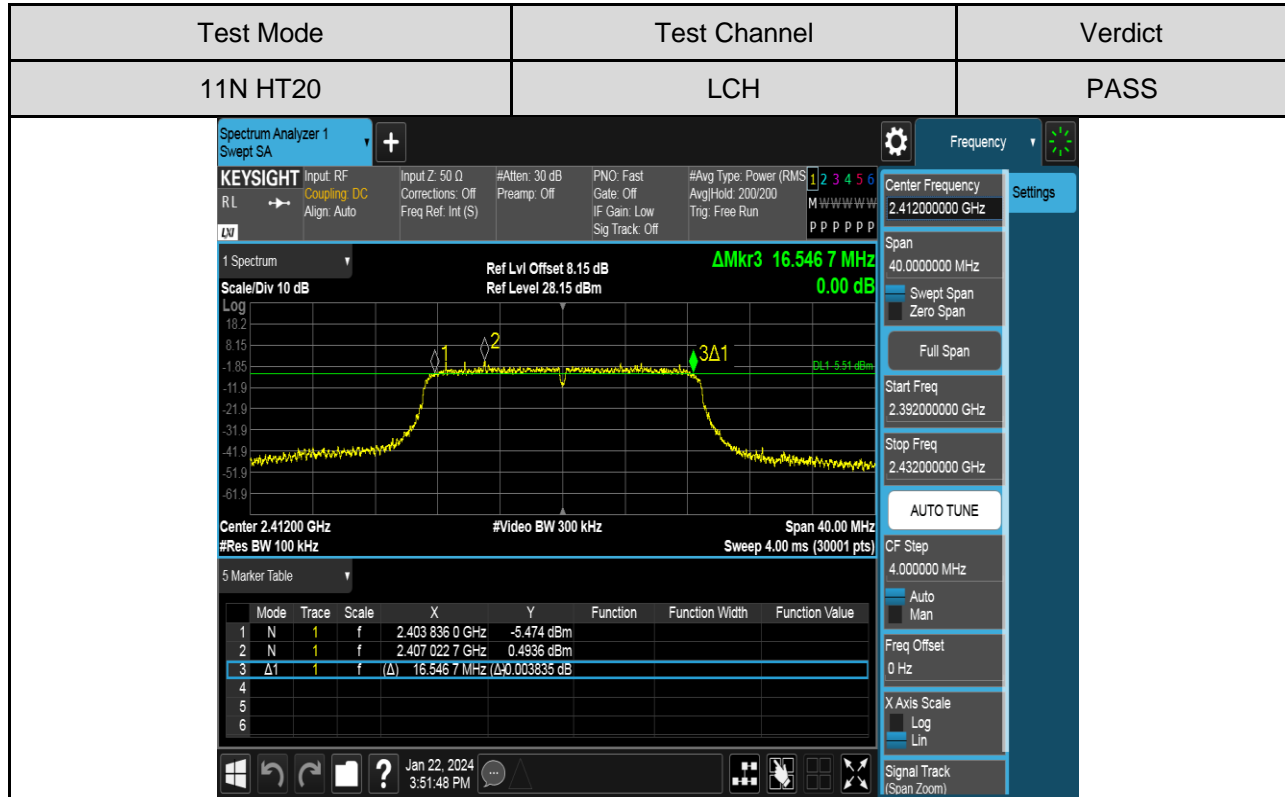 Test Mode Test Channel Verdict
11N HT20 LCH PASS
Spectrum Analyzer 1
Swept SA
+
Frequency
KEYSIGHT
RL
LXI
Input: RF
Coupling: DC
Align: Auto
Input Z: 50 Ω
Corrections: Off
Freq Ref: Int (S)
#Atten: 30 dB
Preamp: Off
PNO: Fast
Gate: Off
IF Gain: Low
Sig Track: Off
#Avg Type: Power (RMS
Avg|Hold: 200/200
Trig: Free Run
1 2 3 4 5 6
M W W W W W
P P P P P P
1 Spectrum
Scale/Div 10 dB
Ref Lvl Offset 8.15 dB
Ref Level 28.15 dBm
ΔMkr3 16.546 7 MHz
0.00 dB
Log
18.2
8.15
-1.85
-11.9
-21.9
-31.9
-41.9
-51.9
-61.9
1
2
3Δ1
DL1 -5.51 dBm
Center 2.41200 GHz #Video BW 300 kHz Span 40.00 MHz
#Res BW 100 kHz Sweep 4.00 ms (30001 pts)
5 Marker Table
Mode Trace Scale X Y Function Function Width Function Value
1 N 1 f 2.403 836 0 GHz -5.474 dBm
2 N 1 f 2.407 022 7 GHz 0.4936 dBm
3 Δ1 1 f (Δ) 16.546 7 MHz (Δ) 0.003835 dB
4
5
6
?
Jan 22, 2024
3:51:48 PM
Center Frequency
2.412000000 GHz
Settings
Span
40.0000000 MHz
Swept Span
Zero Span
Full Span
Start Freq
2.392000000 GHz
Stop Freq
2.432000000 GHz
AUTO TUNE
CF Step
4.000000 MHz
Auto
Man
Freq Offset
0 Hz
X Axis Scale
Log
Lin
Signal Track
(Span Zoom)